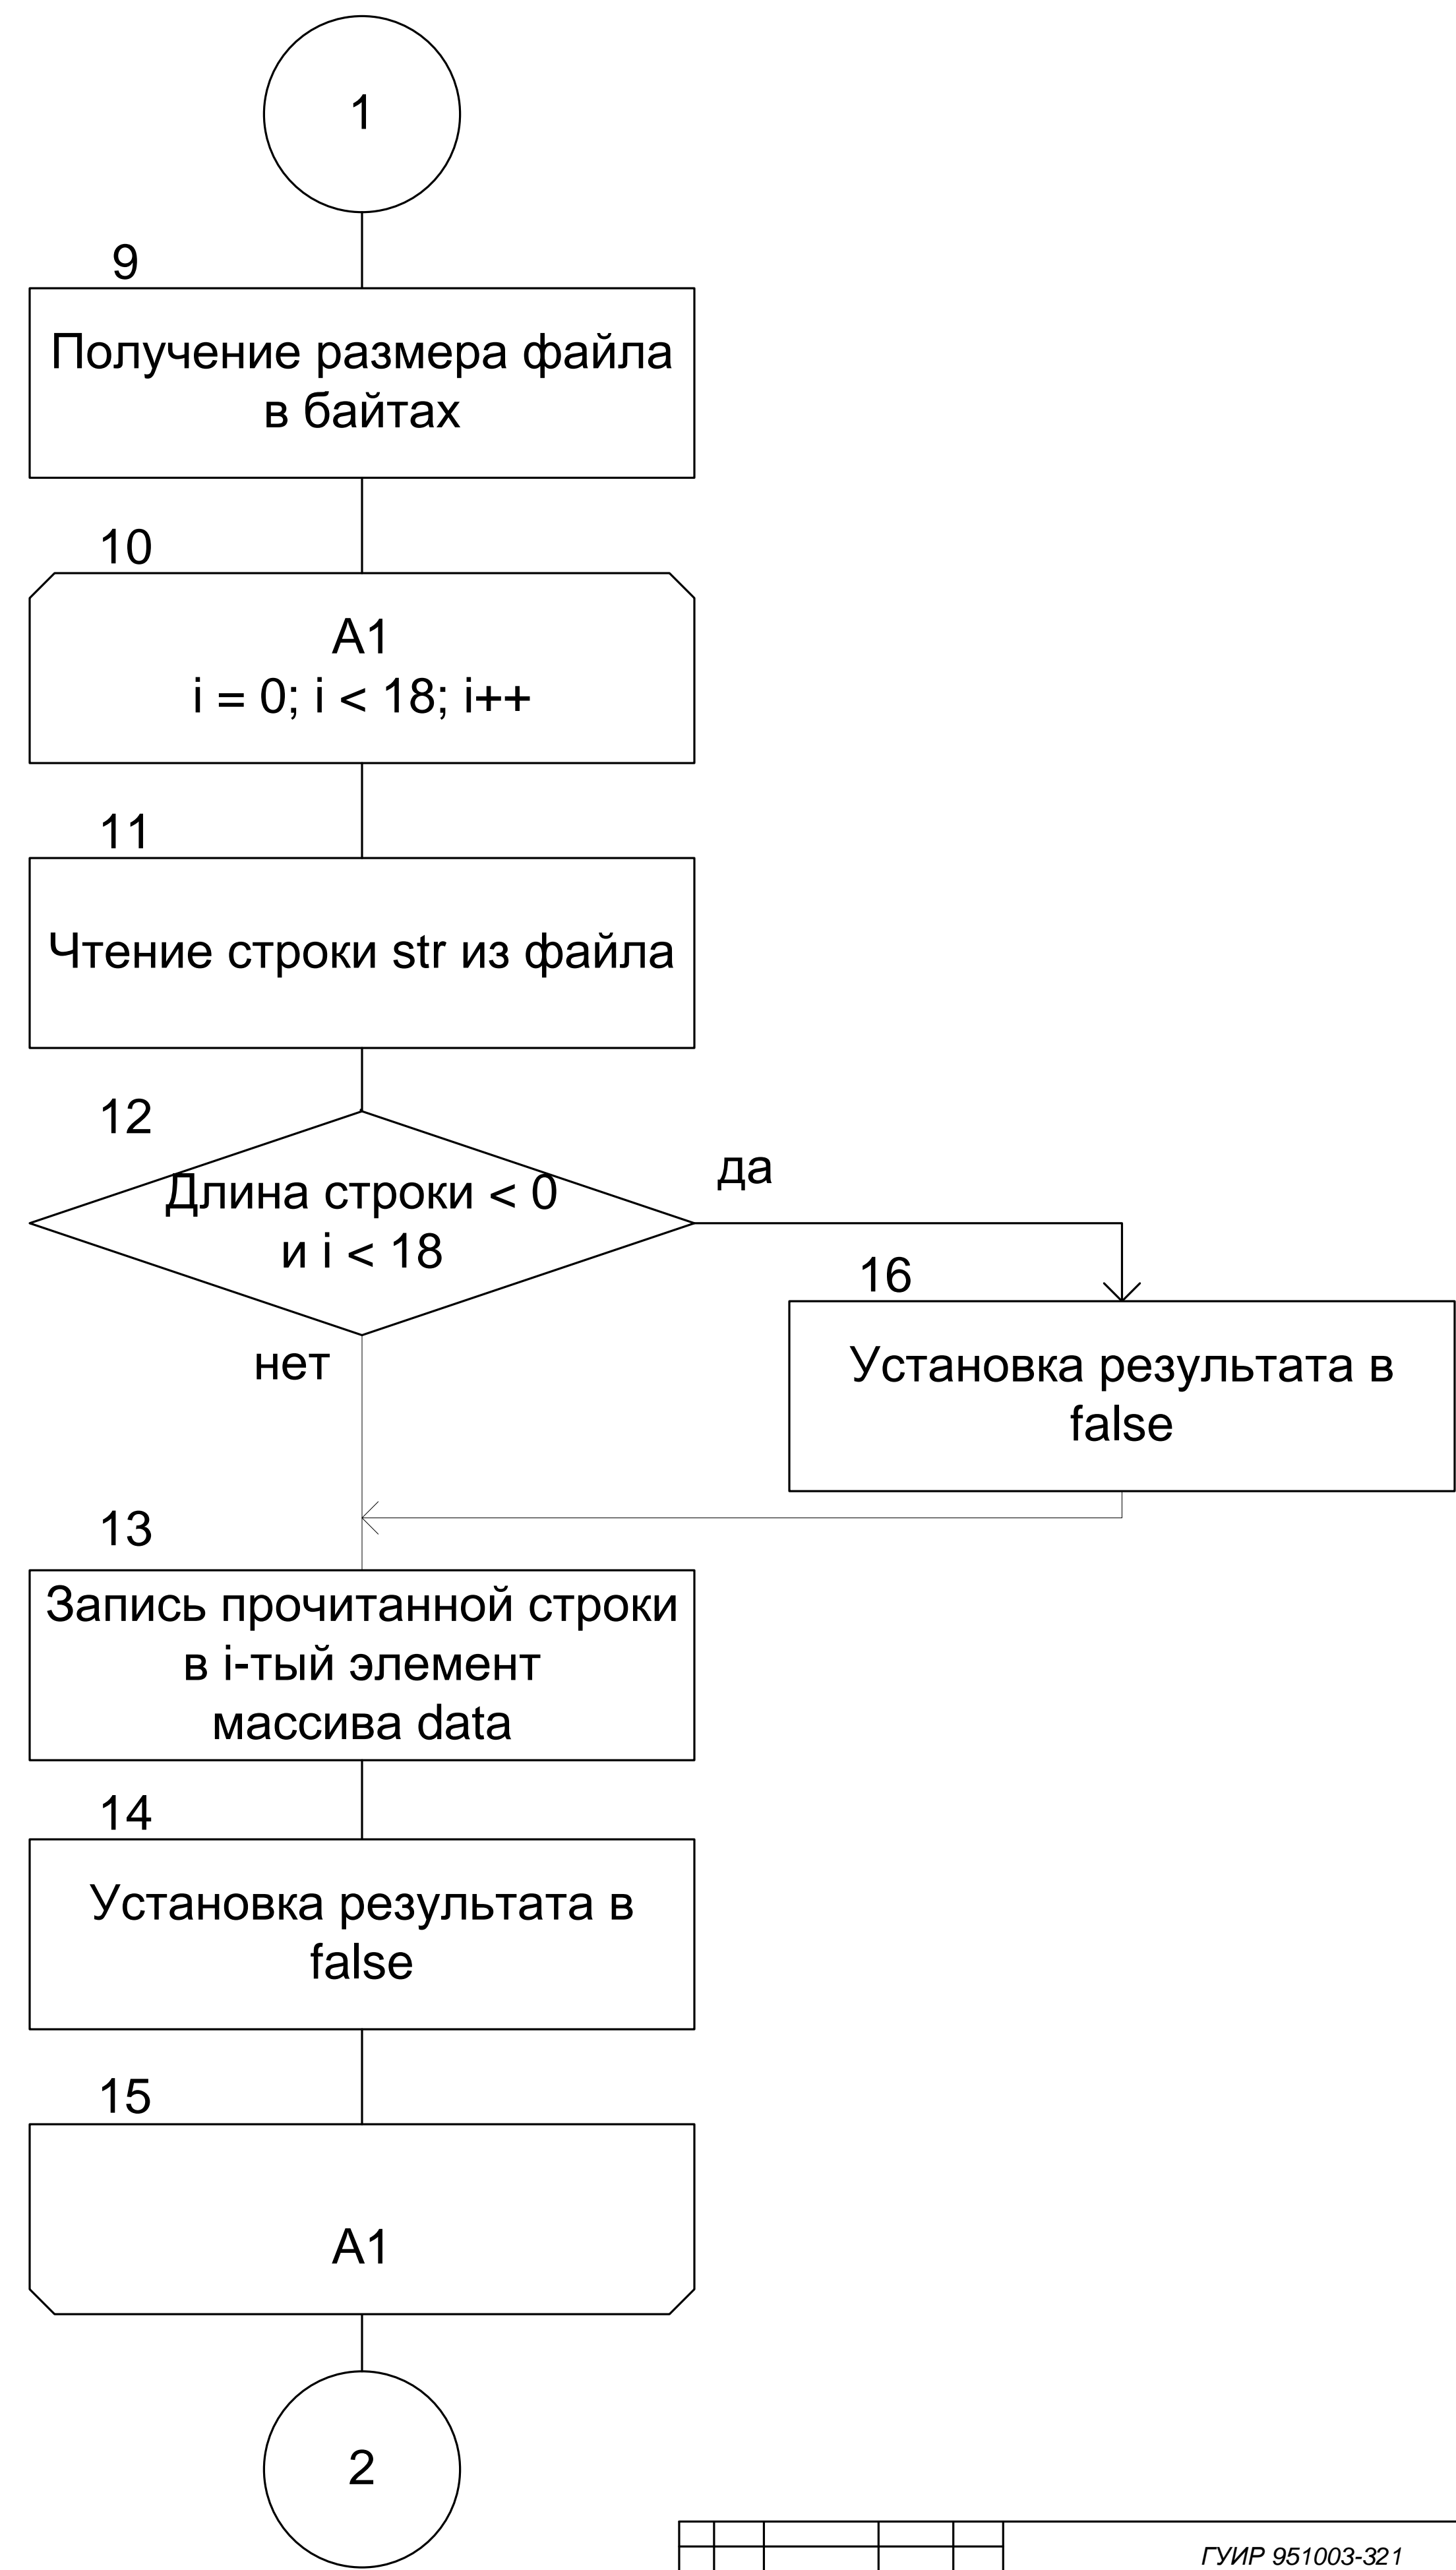 1
9
Получение размера файла
в байтах
10
А1
i = 0; i < 18; i++
11
Чтение строки str из файла
12
Длина строки < 0
и i < 18
да
нет
16
Установка результата в
false
13
Запись прочитанной строки
в i-тый элемент
массива data
14
Установка результата в
false
15
А1
2
ГУИР 951003-321